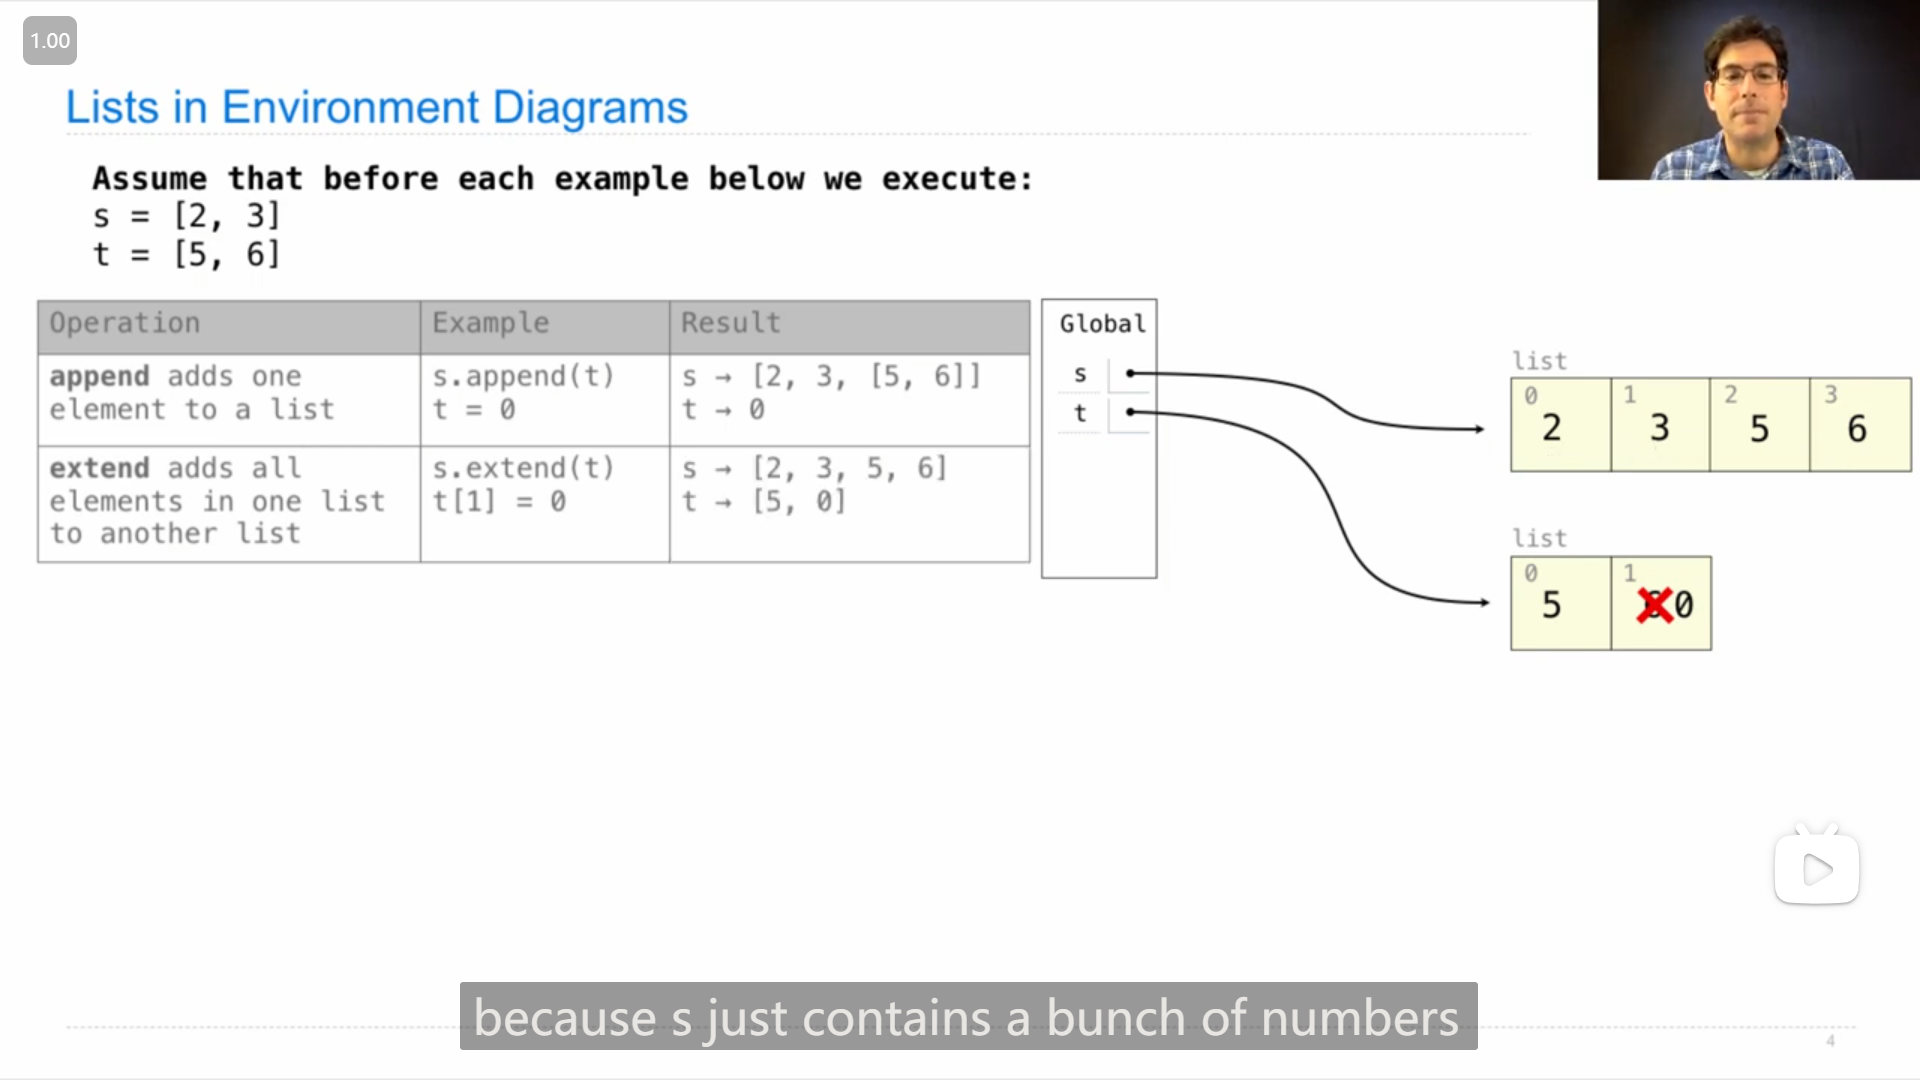 1.00
Lists in Environment Diagrams
Assume that before each example below we execute:
s = [2, 3]
t = [5, 6]
Operation Example Result
append adds one
element to a list
s.append(t)
t = 0
s → [2, 3, [5, 6]]
t → 0
extend adds all
elements in one list
to another list
s.extend(t)
t[1] = 0
s → [2, 3, 5, 6]
t → [5, 0]
Global
s
t
list
0 1 2 3
2 3 5 6
list
0 1
5 0
because s just contains a bunch of numbers
4